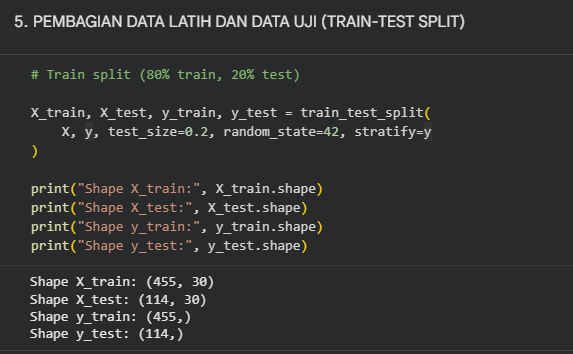 5. PEMBAGIAN DATA LATIH DAN DATA UJI (TRAIN-TEST SPLIT)
# Train split (80% train, 20% test)
X_train, X_test, y_train, y_test = train_test_split(
    X, y, test_size=0.2, random_state=42, stratify=y
)
print("Shape X_train:", X_train.shape)
print("Shape X_test:", X_test.shape)
print("Shape y_train:", y_train.shape)
print("Shape y_test:", y_test.shape)
Shape X_train: (455, 30)
Shape X_test: (114, 30)
Shape y_train: (455,)
Shape y_test: (114,)